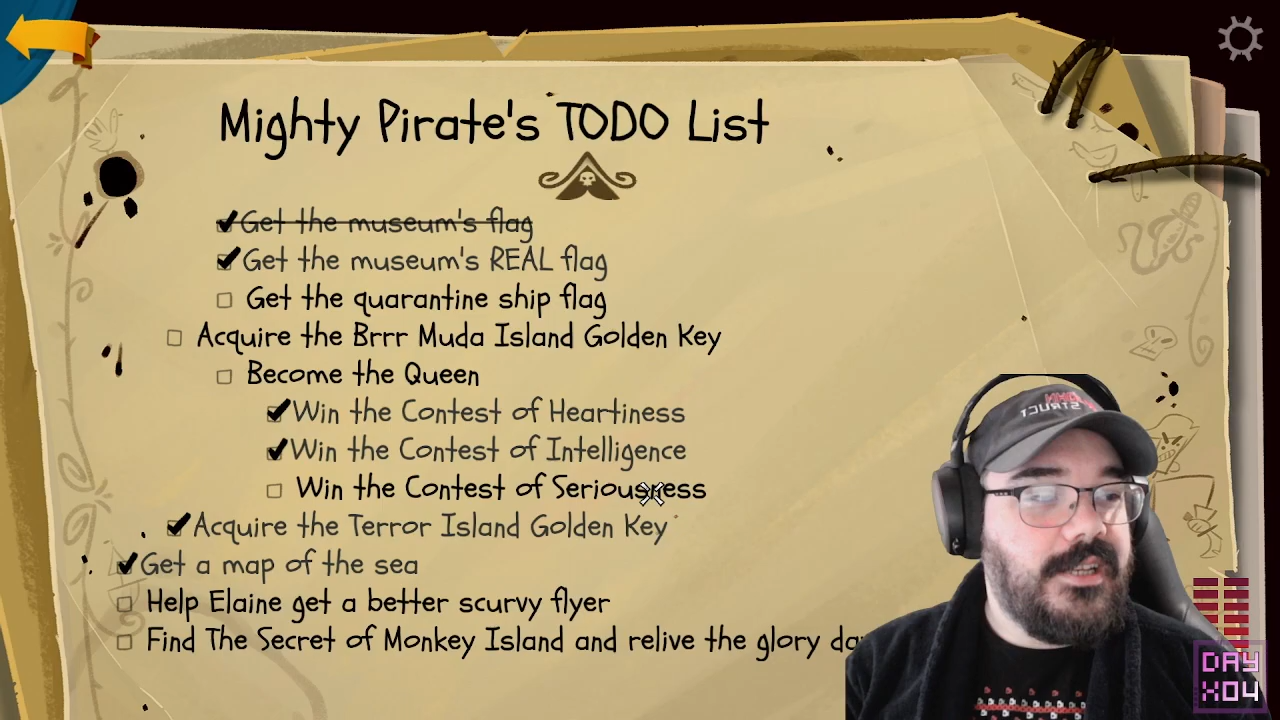 Mighty Pirate's TODO List
Get the museum's flag
Get the museum's REAL flag
Get the quarantine ship flag
Acquire the Brrr Muda Island Golden Key
Become the Queen
Win the Contest of Heartiness
Win the Contest of Intelligence
Win the Contest of Seriousness
Acquire the Terror Island Golden Key
Get a map of the sea
Help Elaine get a better scurvy flyer
Find The Secret of Monkey Island and relive the glory
DAY
X04